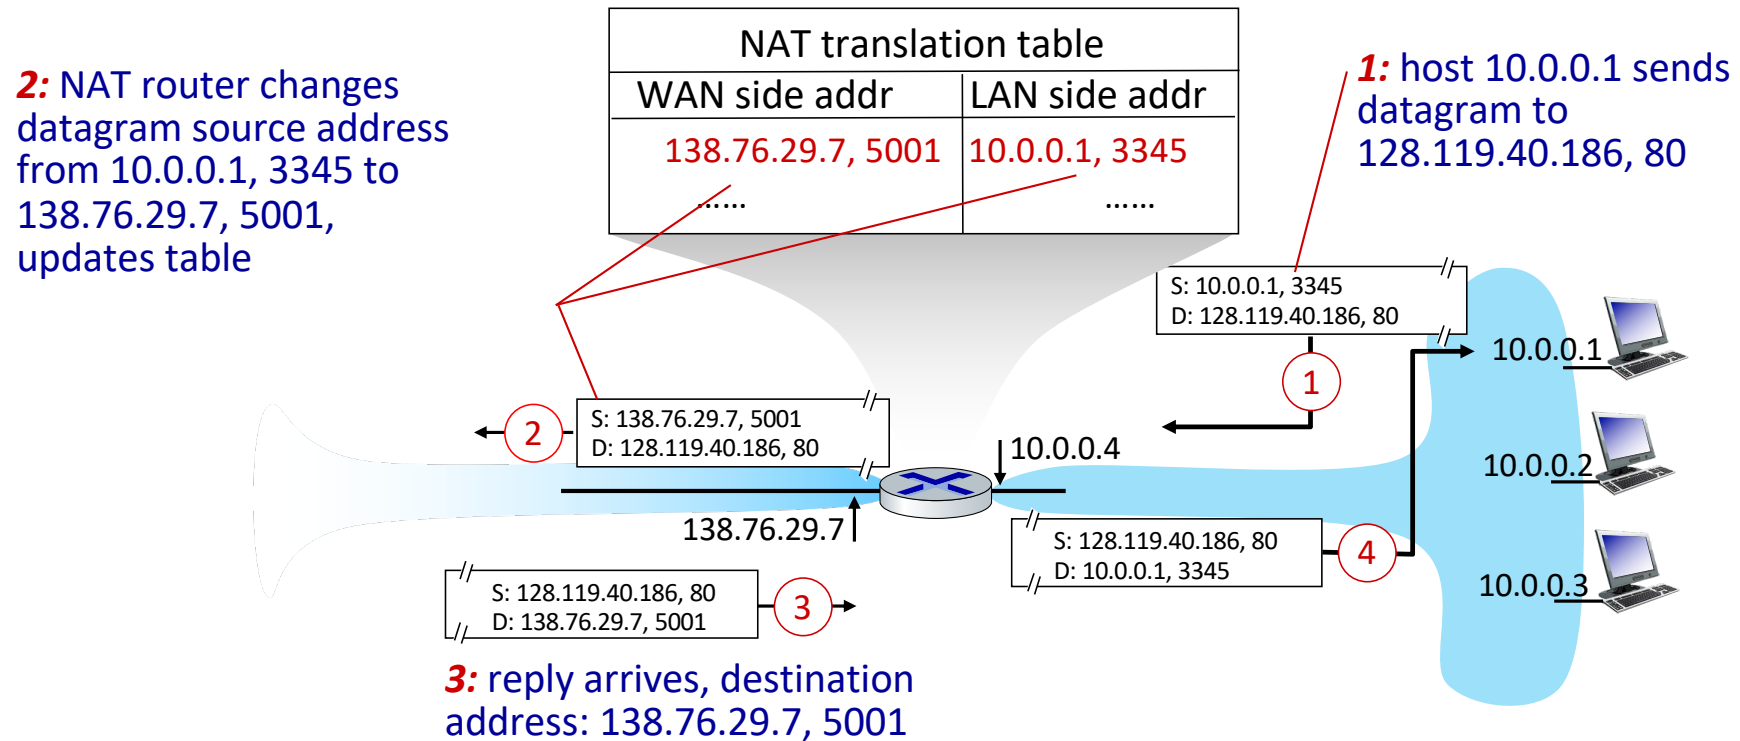 NAT translation table
WAN side addr LAN side addr
138.76.29.7, 5001 10.0.0.1, 3345
...... ......
2: NAT router changes
datagram source address
from 10.0.0.1, 3345 to
138.76.29.7, 5001,
updates table
1: host 10.0.0.1 sends
datagram to
128.119.40.186, 80
S: 10.0.0.1, 3345
D: 128.119.40.186, 80
1
10.0.0.1
S: 138.76.29.7, 5001
D: 128.119.40.186, 80
2
10.0.0.4
10.0.0.2
138.76.29.7
S: 128.119.40.186, 80
D: 10.0.0.1, 3345
4
10.0.0.3
S: 128.119.40.186, 80
D: 138.76.29.7, 5001
3
3: reply arrives, destination
address: 138.76.29.7, 5001